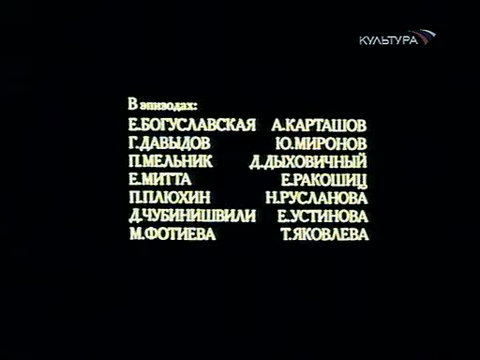 КУЛЬТУРА
В эпизодах:
Е.БОГУСЛАВСКАЯ А.КАРТАШОВ
Г.ДАВЫДОВ Ю.МИРОНОВ
П.МЕЛЬНИК Д.ДЫХОВИЧНЫЙ
Е.МИТТА Е.РАКОШИЦ
П.ПЛЮХИН Н.РУСЛАНОВА
Д.ЧУБИНИШВИЛИ Е.УСТИНОВА
М.ФОТИЕВА Т.ЯКОВЛЕВА